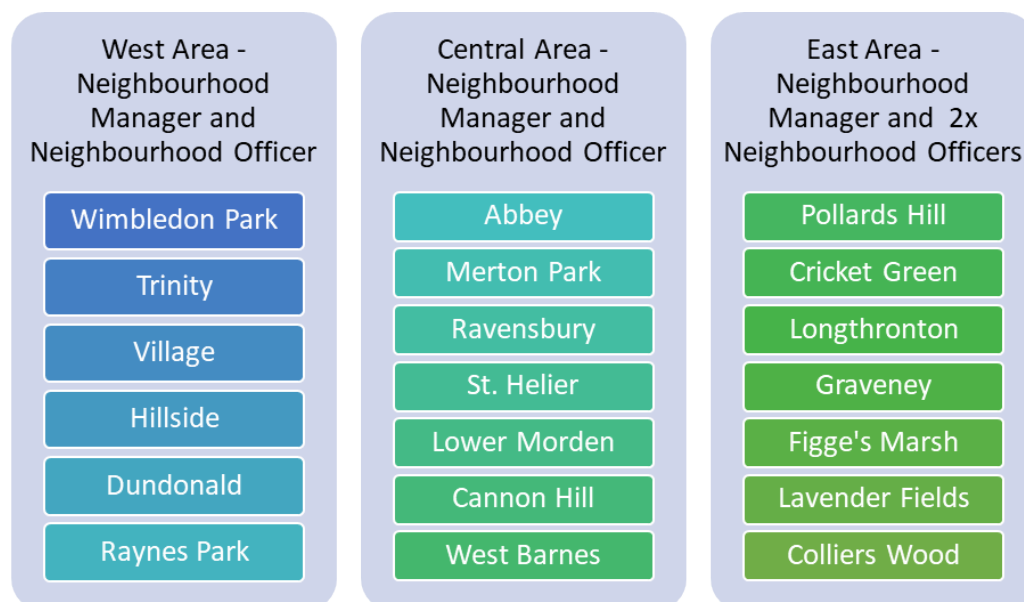 West Area -
Neighbourhood
Manager and
Neighbourhood Officer
Wimbledon Park
Trinity
Village
Hillside
Dundonald
Raynes Park
Central Area -
Neighbourhood
Manager and
Neighbourhood Officer
Abbey
Merton Park
Ravensbury
St. Helier
Lower Morden
Cannon Hill
West Barnes
East Area -
Neighbourhood
Manager and 2x
Neighbourhood Officers
Pollards Hill
Cricket Green
Longthronton
Graveney
Figge's Marsh
Lavender Fields
Colliers Wood